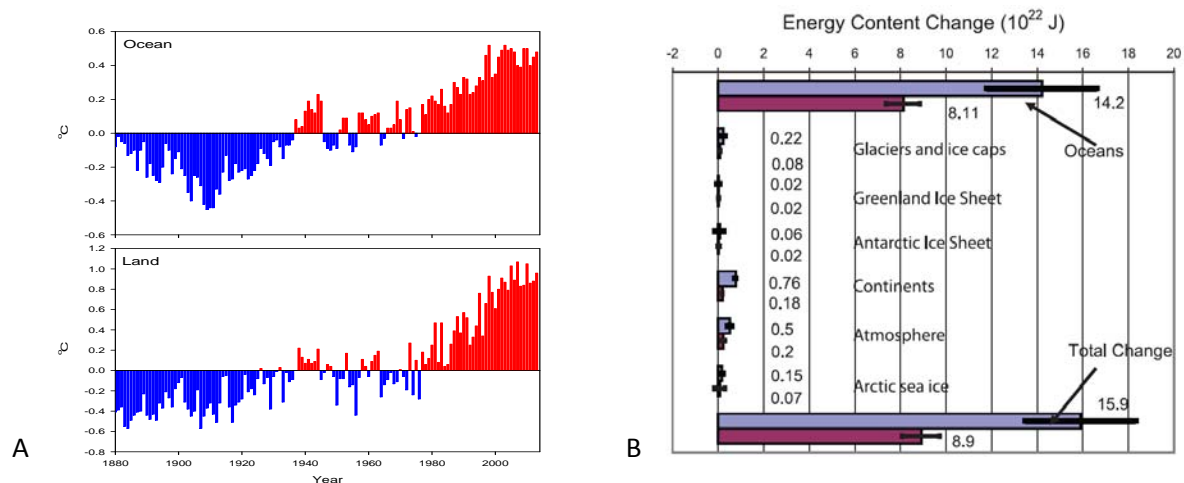 Ocean
0.6
0.4
0.2
0.0
-0.2
-0.4
-0.6
°C
Land
1.2
1.0
0.8
0.6
0.4
0.2
0.0
-0.2
-0.4
-0.6
-0.8
°C
1880 1900 1920 1940 1960 1980 2000
Year
A
Energy Content Change (10²² J)
-2 0 2 4 6 8 10 12 14 16 18 20
14.2
8,11
Oceans
0.22
Glaciers and ice caps
0.08
0.02
Greenland Ice Sheet
0.02
0.06
Antarctic Ice Sheet
0.02
0.76
Continents
0.18
0.5
Atmosphere
0.2
Total Change
0.15
Arctic sea ice
0.07
15.9
8.9
B